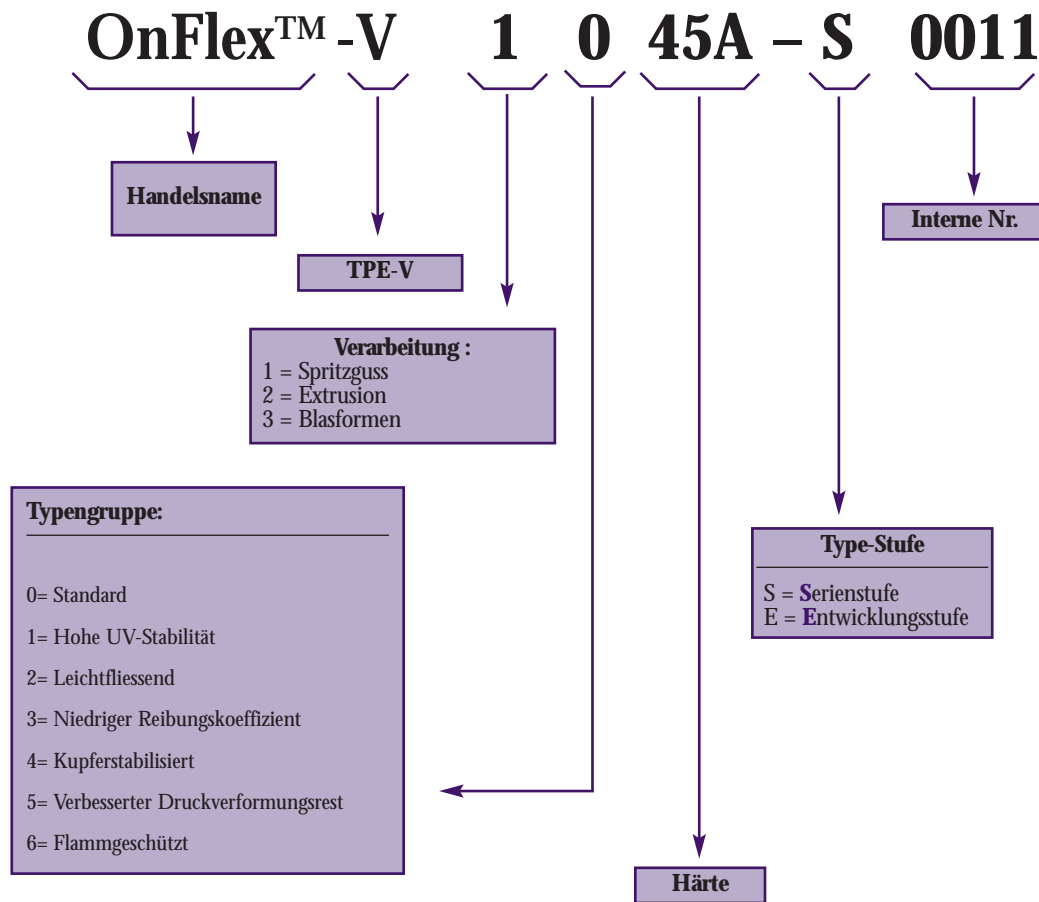 OnFlex™ -V 1 0 45A – S 0011
Handelsname
Interne Nr.
TPE-V
Verarbeitung :
1 = Spritzguss
2 = Extrusion
3 = Blasformen
Typengruppe:
0= Standard
1= Hohe UV-Stabilität
2= Leichtfliessend
3= Niedriger Reibungskoeffizient
4= Kupferstabilisiert
5= Verbesserter Druckverformungsrest
6= Flammgeschützt
Type-Stufe
S = Serienstufe
E = Entwicklungsstufe
Härte